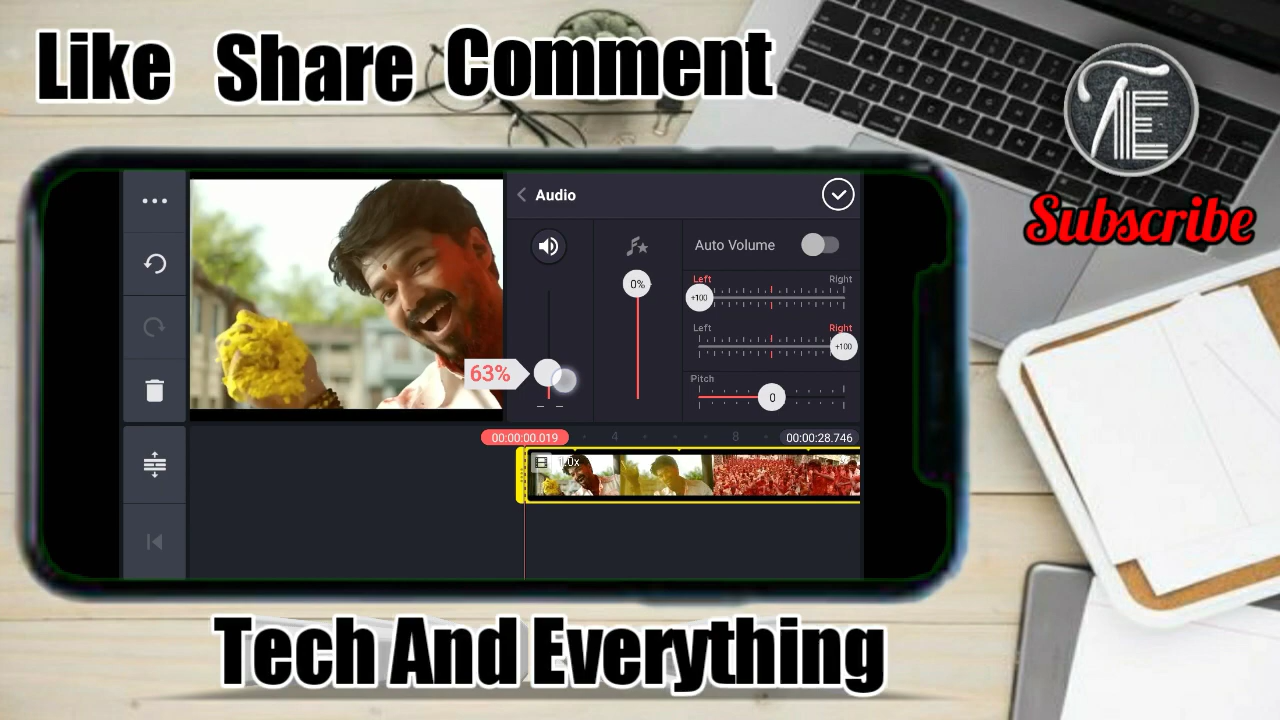 Like Share Comment
TE
Subscribe
Audio
Auto Volume
0%
Left Right
+100
Left Right
+100
63%
Pitch
0
00:00:00.019 4 8 00:00:28.746
Tech And Everything